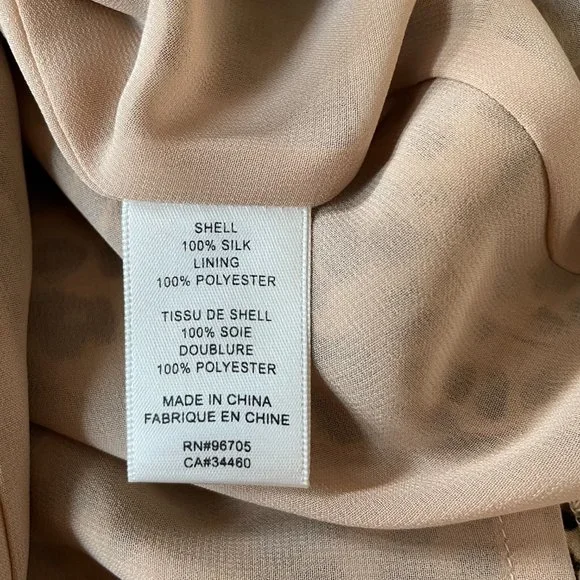 SHELL
100% SILK
LINING
100% POLYESTER
TISSU DE SHELL
100% SOIE
DOUBLURE
100% POLYESTER
MADE IN CHINA
FABRIQUE EN CHINE
RN#96705
CA#34460